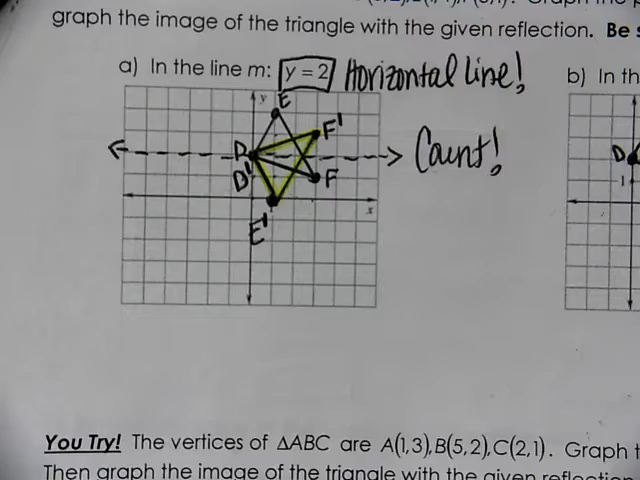 graph the image of the triangle with the given reflection. Be
a) In the line m: y = 2 Horizontal Line!
b) In th
y
E
F'
D
Count!
D
D'
F
1
x
E'
You Try! The vertices of ΔABC are A(1,3),B(5,2),C(2,1). Graph
Then graph the image of the triangle with the given